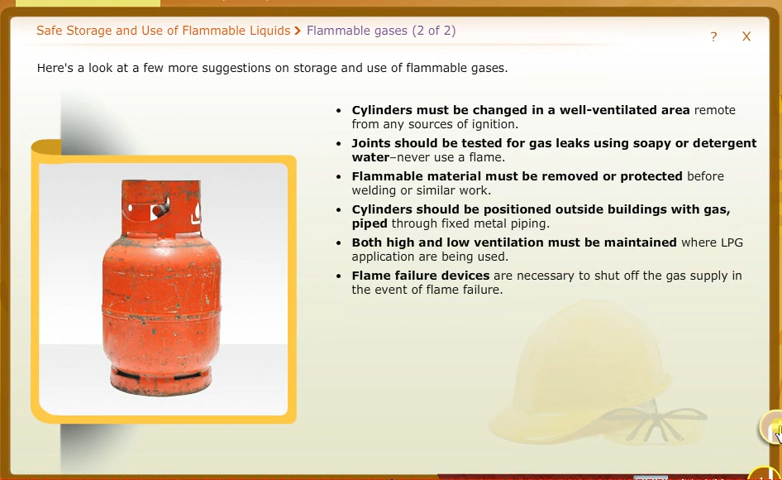 Safe Storage and Use of Flammable Liquids > Flammable gases (2 of 2)
? X
Here's a look at a few more suggestions on storage and use of flammable gases.
• Cylinders must be changed in a well-ventilated area remote
from any sources of ignition.
• Joints should be tested for gas leaks using soapy or detergent
water–never use a flame.
• Flammable material must be removed or protected before
welding or similar work.
• Cylinders should be positioned outside buildings with gas,
piped through fixed metal piping.
• Both high and low ventilation must be maintained where LPG
application are being used.
• Flame failure devices are necessary to shut off the gas supply in
the event of flame failure.